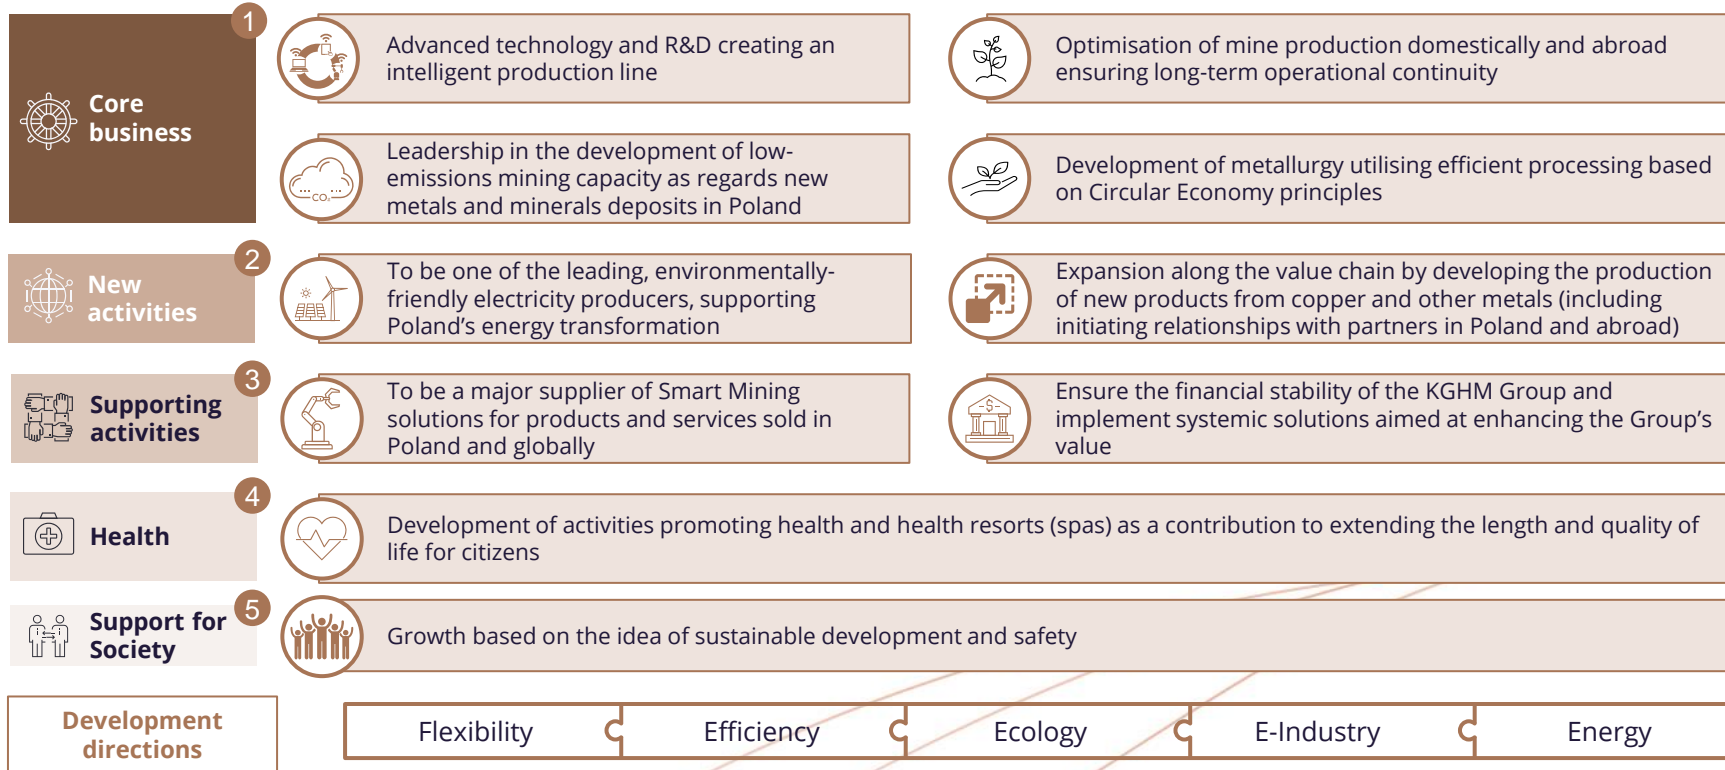 1
Core
business
Advanced technology and R&D creating an
intelligent production line
Optimisation of mine production domestically and abroad
ensuring long-term operational continuity
CO₂
Leadership in the development of low-
emissions mining capacity as regards new
metals and minerals deposits in Poland
Development of metallurgy utilising efficient processing based
on Circular Economy principles
2
New
activities
To be one of the leading, environmentally-
friendly electricity producers, supporting
Poland’s energy transformation
Expansion along the value chain by developing the production
of new products from copper and other metals (including
initiating relationships with partners in Poland and abroad)
3
Supporting
activities
To be a major supplier of Smart Mining
solutions for products and services sold in
Poland and globally
-$-
Ensure the financial stability of the KGHM Group and
implement systemic solutions aimed at enhancing the Group’s
value
4
Health
Development of activities promoting health and health resorts (spas) as a contribution to extending the length and quality of
life for citizens
5
Support for
Society
Growth based on the idea of sustainable development and safety
Development
directions
Flexibility
Efficiency
Ecology
E-Industry
Energy